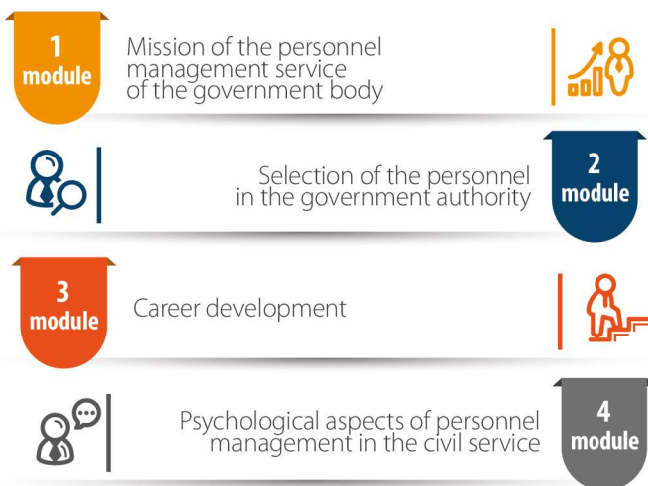 1
module
Mission of the personnel
management service
of the government body
Selection of the personnel
in the government authority
2
module
3
module
Career development
Psychological aspects of personnel
management in the civil service
4
module